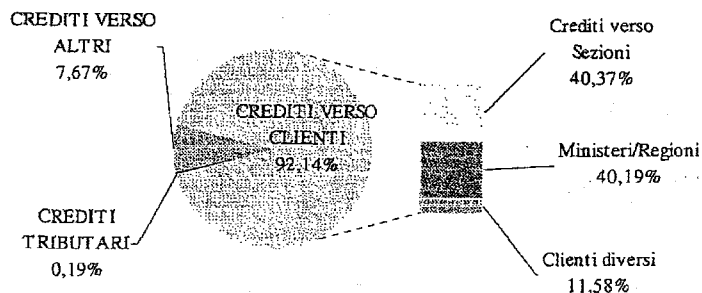 CREDITI VERSO
ALTRI
7,67%
CREDITI VERSO
CLIENTI
92,14%
CREDITI
TRIBUTARI
0,19%
Crediti verso
Sezioni
40,37%
Ministeri/Regioni
40,19%
Clienti diversi
11,58%